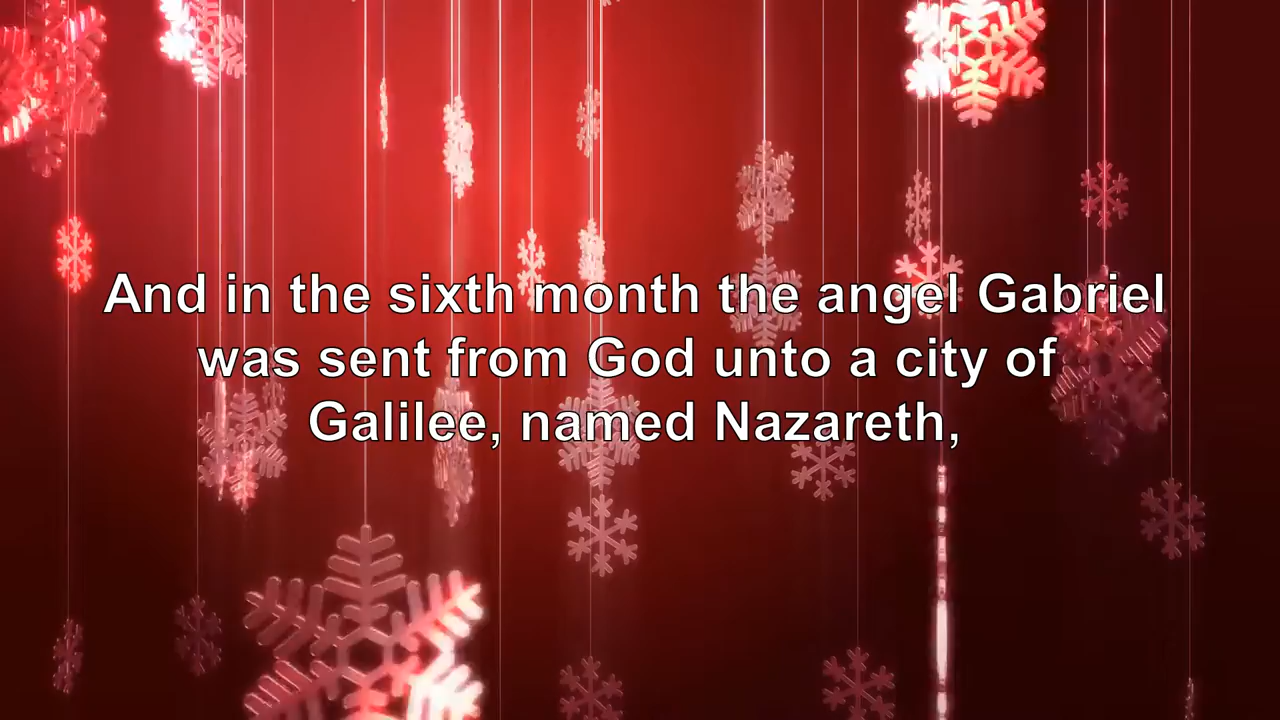 And in the sixth month the angel Gabriel
was sent from God unto a city of
Galilee, named Nazareth,